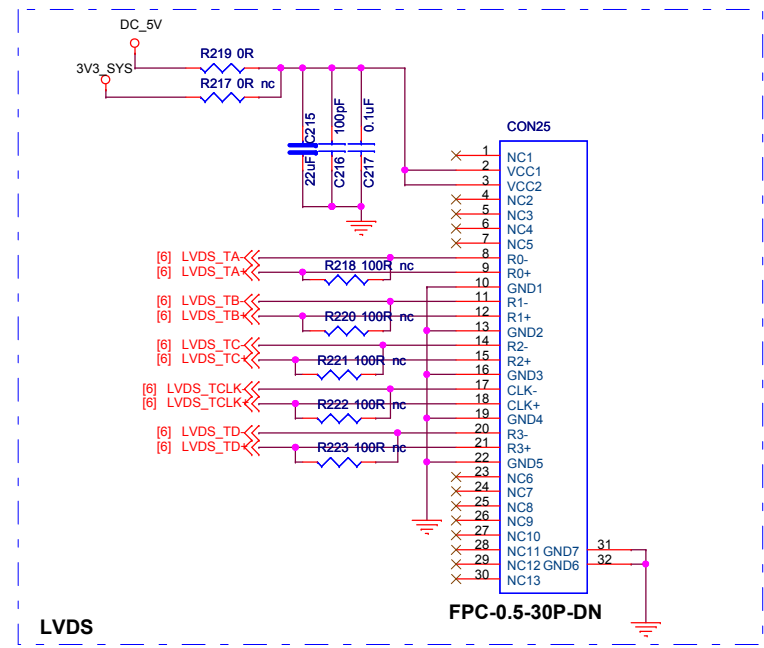 DC_5V
R219 0R
3V3_SYS
R217 0R nc
C215
22uF
100pF
C216
0.1uF
C217
CON25
1 NC1
2 VCC1
3 VCC2
4 NC2
5 NC3
6 NC4
7 NC5
[6] LVDS_TA- 8 R0-
[6] LVDS_TA+ R218 100R nc 9 R0+
10 GND1
[6] LVDS_TB- 11 R1-
[6] LVDS_TB+ R220 100R nc 12 R1+
13 GND2
[6] LVDS_TC- 14 R2-
[6] LVDS_TC+ R221 100R nc 15 R2+
16 GND3
[6] LVDS_TCLK- 17 CLK-
[6] LVDS_TCLK+ R222 100R nc 18 CLK+
19 GND4
[6] LVDS_TD- 20 R3-
[6] LVDS_TD+ R223 100R nc 21 R3+
22 GND5
23 NC6
24 NC7
25 NC8
26 NC9
27 NC10
28 NC11 GND7 31
29 NC12 GND6 32
30 NC13
FPC-0.5-30P-DN
LVDS